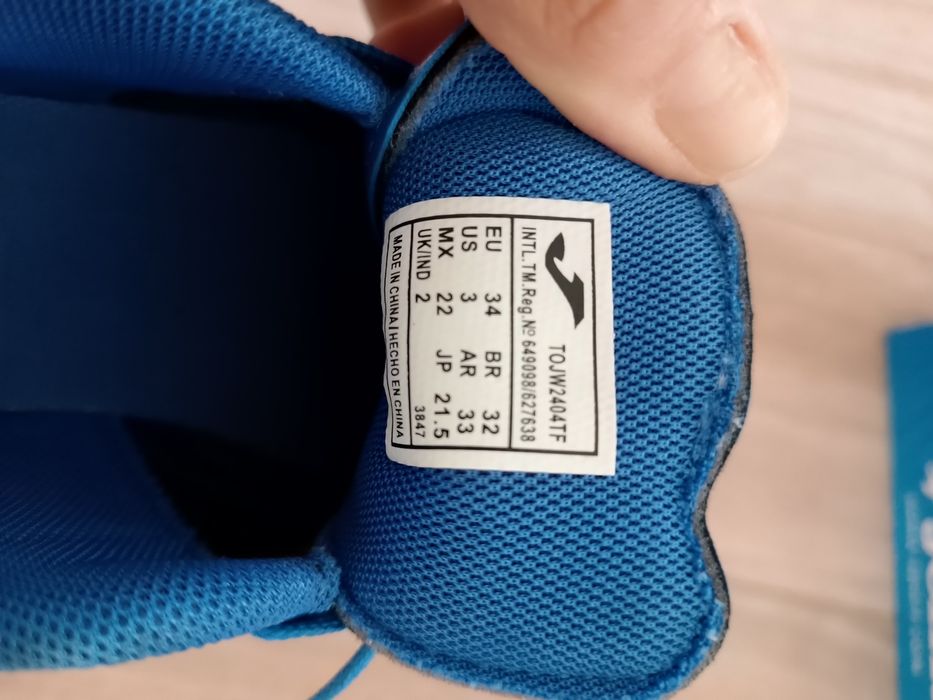 TOJW2404TF
INTL.TM.Reg.Nº 649098/627638
EU 34 BR 32
US 3 AR 33
MX 22 JP 21.5
UK/IND 2 3847
MADE IN CHINA / HECHO EN CHINA